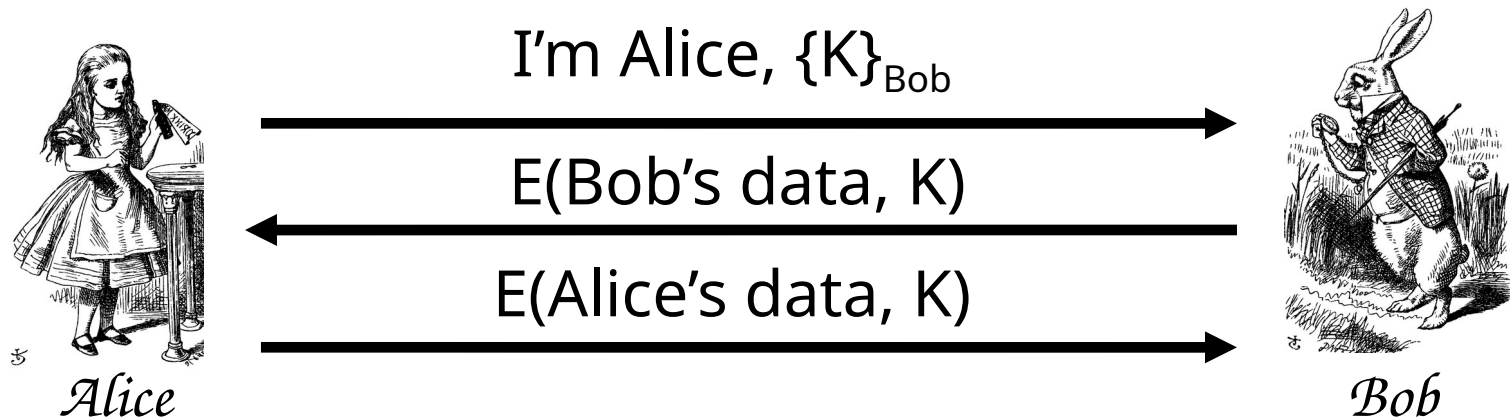 I’m Alice, {K}Bob
E(Bob’s data, K)
E(Alice’s data, K)
Alice
Bob